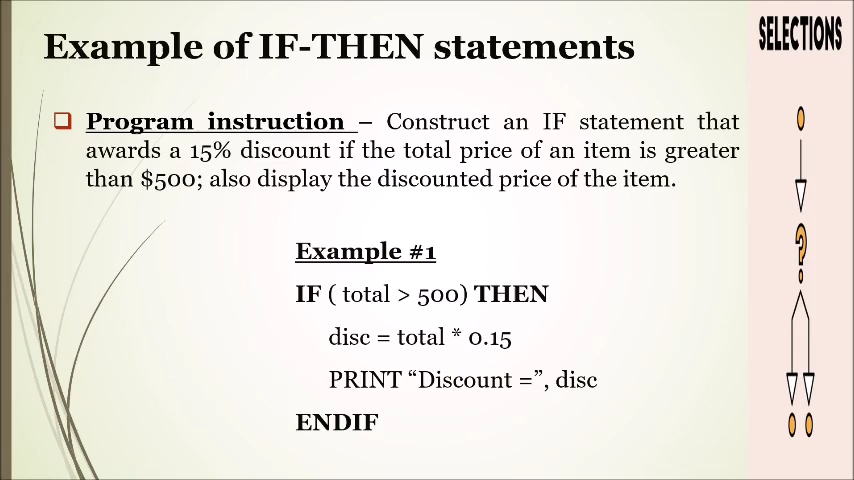 Example of IF-THEN statements
SELECTIONS
Program instruction – Construct an IF statement that
awards a 15% discount if the total price of an item is greater
than $500; also display the discounted price of the item.
Example #1
IF ( total > 500) THEN
disc = total * 0.15
PRINT “Discount =”, disc
ENDIF
?